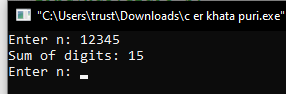 "C:\Users\trust\Downloads\c er khata puri.exe"
Enter n: 12345
Sum of digits: 15
Enter n: